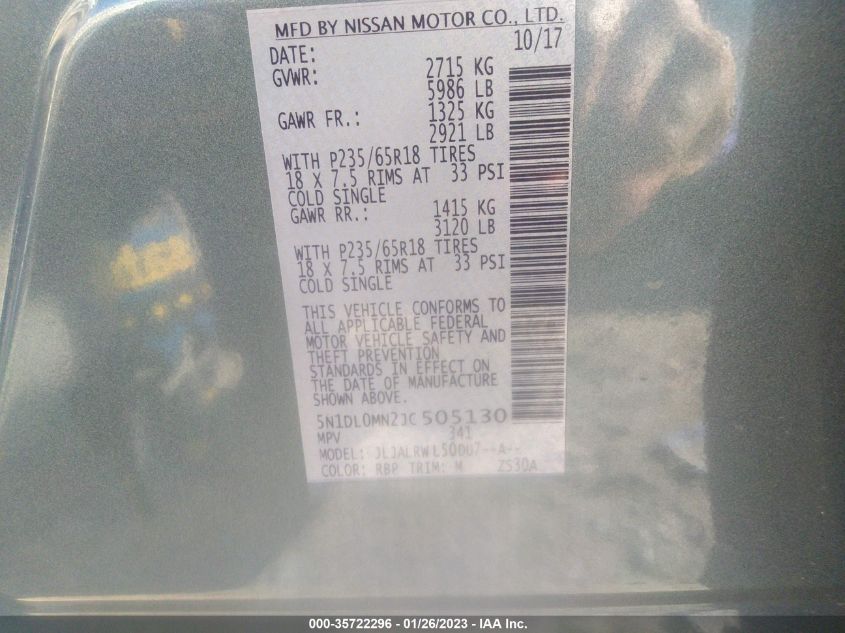 MFD BY NISSAN MOTOR CO., LTD.
DATE: 10/17
GVWR: 2715 KG
5986 LB
GAWR FR.: 1325 KG
2921 LB
WITH P235/65R18 TIRES
18 X 7.5 RIMS AT 33 PSI
COLD SINGLE
GAWR RR.: 1415 KG
3120 LB
WITH P235/65R18 TIRES
18 X 7.5 RIMS AT 33 PSI
COLD SINGLE
THIS VEHICLE CONFORMS TO
ALL APPLICABLE FEDERAL
MOTOR VEHICLE SAFETY AND
THEFT PREVENTION
STANDARDS IN EFFECT ON
THE DATE OF MANUFACTURE
SHOWN ABOVE.
5N1DL0MN2JC505130
MPV 341
MODEL:
COLOR: RBP TRIM: M ZS30A
000-35722296 - 01/26/2023 - IAA Inc.